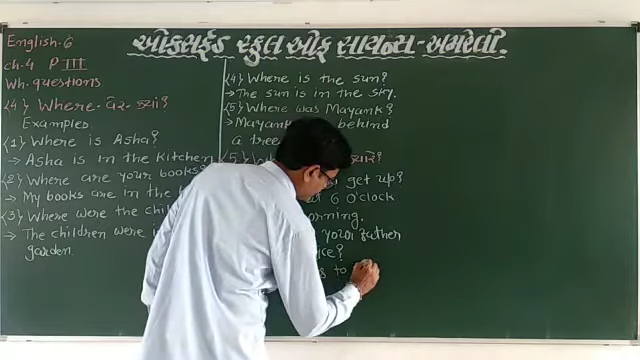 ઓક્સફર્ડ સ્કુલ ઓફ સાયન્સ - અમરેલી.
English-6
ch.4 P III
Wh. questions
(4) Where - વેર - ક્યાં?
Examples
(1) Where is Asha?
→ Asha is in the kitchen
(2) Where are your books?
→ My books are in the
(3) Where were the
→ The children were
garden.
(4) Where is the sun?
→ The sun is in the sky.
(5) Where was Mayank?
→ Mayank behind
a tree
(5) ક્યારે?
get up?
at 6 O'clock
morning.
your father
to